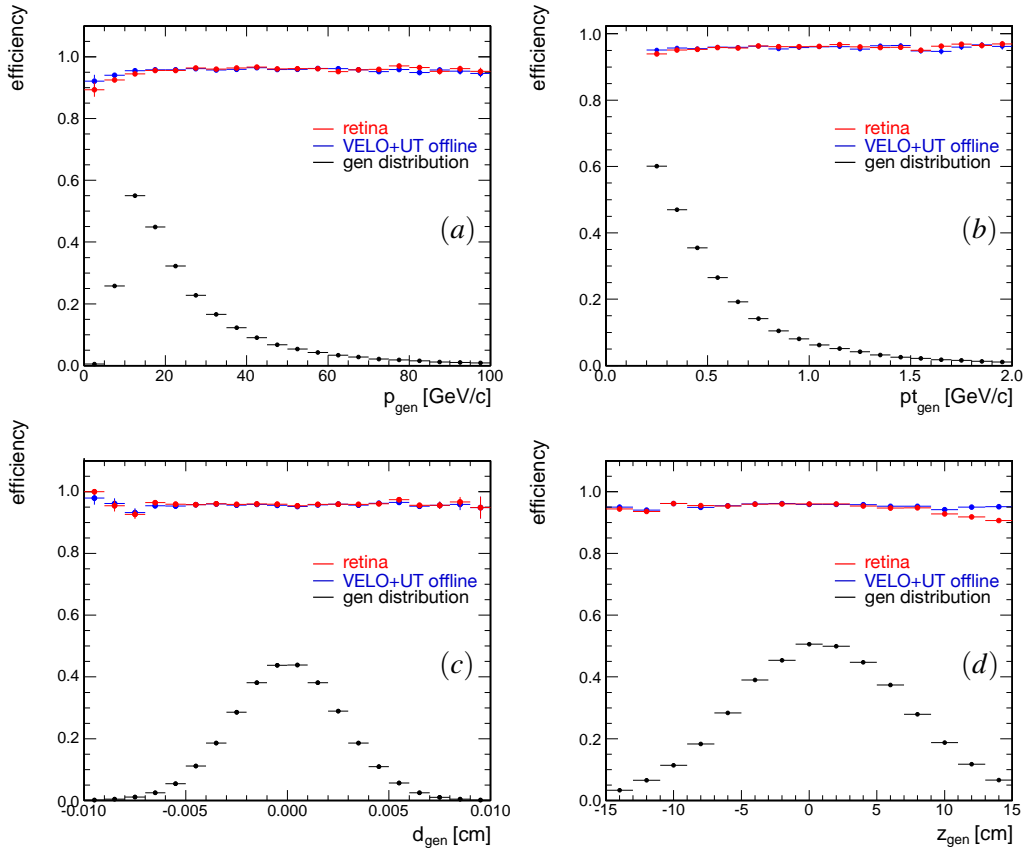 efficiency
1.0
0.8
0.6
0.4
0.2
0.0
retina
VELO+UT offline
gen distribution
(a)
0 20 40 60 80 100
p_gen [GeV/c]
efficiency
1.0
0.8
0.6
0.4
0.2
0.0
retina
VELO+UT offline
gen distribution
(b)
0.0 0.5 1.0 1.5 2.0
pt_gen [GeV/c]
efficiency
1.0
0.8
0.6
0.4
0.2
0.0
retina
VELO+UT offline
gen distribution
(c)
-0.010 -0.005 0.000 0.005 0.010
d_gen [cm]
efficiency
1.0
0.8
0.6
0.4
0.2
0.0
retina
VELO+UT offline
gen distribution
(d)
-15 -10 -5 0 5 10 15
z_gen [cm]